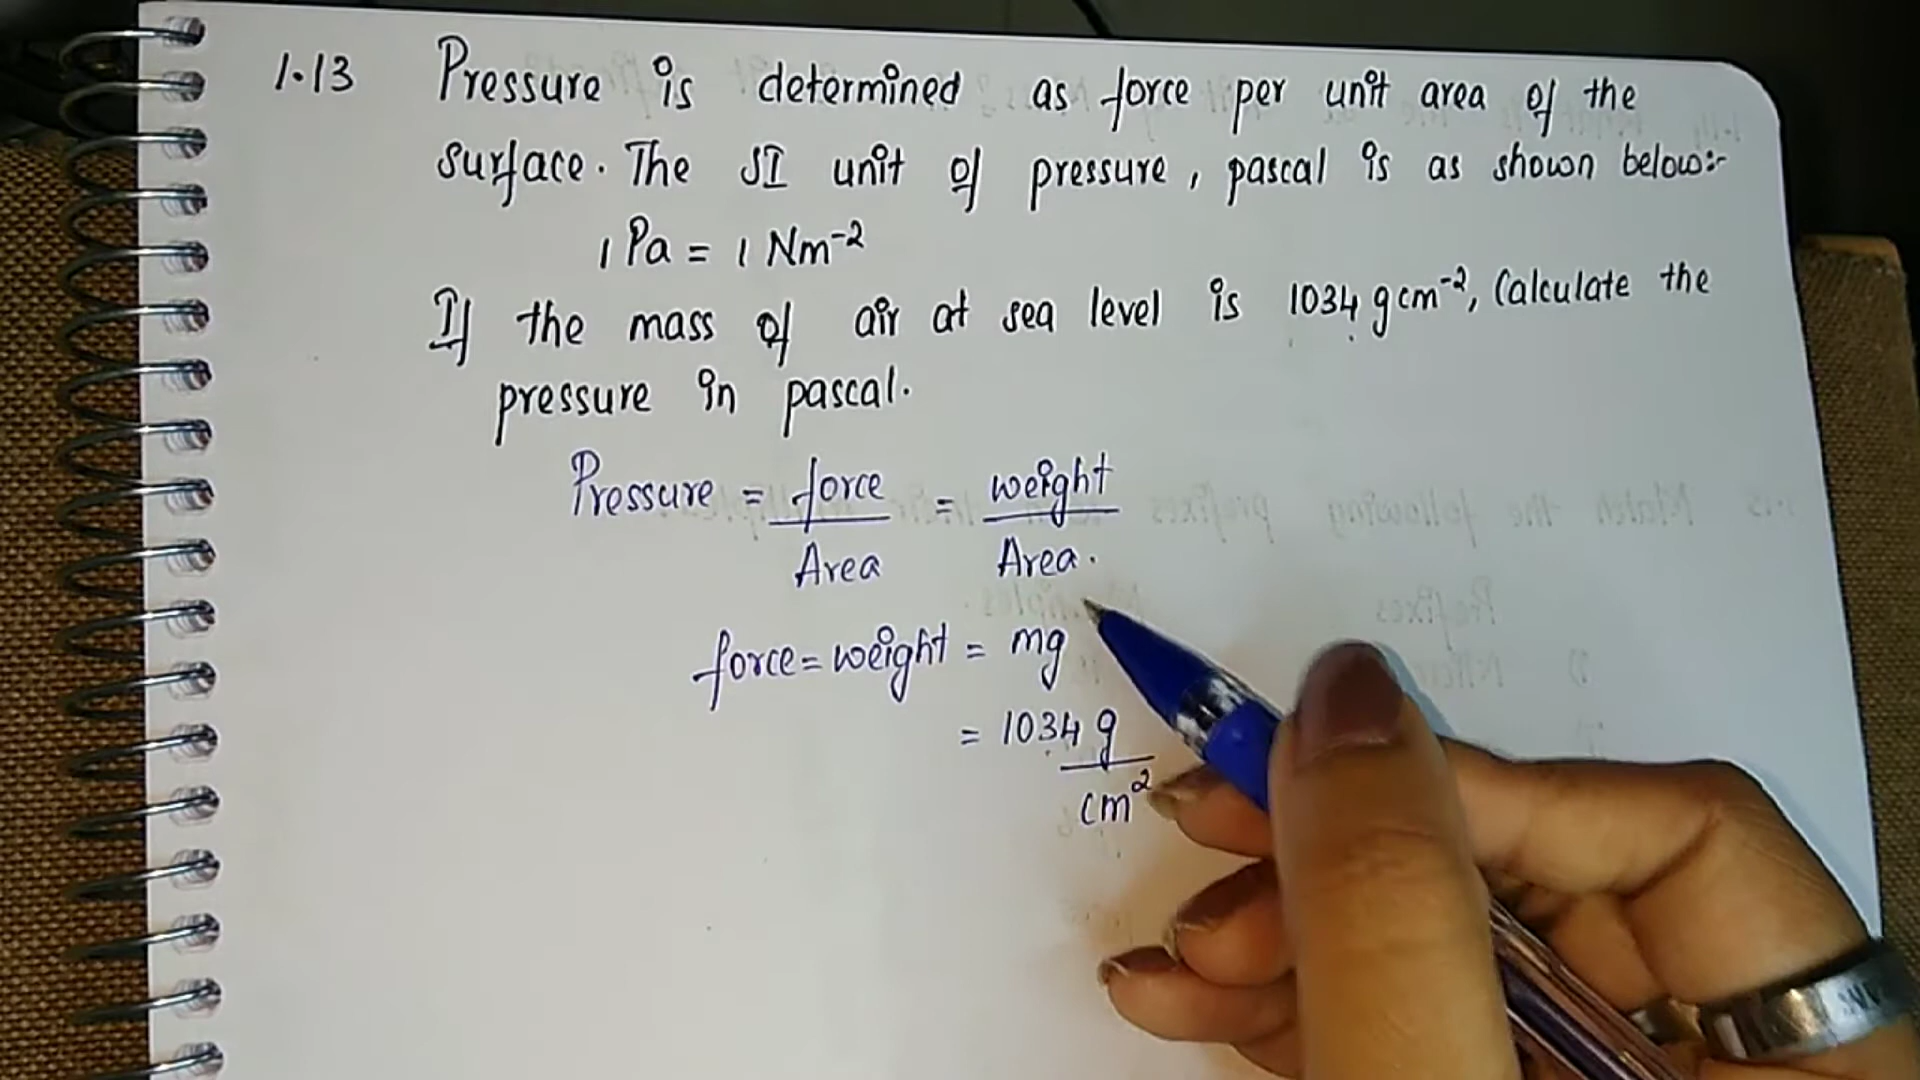 1.13 Pressure is determined as force per unit area of the
surface. The SI unit of pressure, pascal is as shown below:-
1 Pa = 1 Nm⁻²
If the mass of air at sea level is 1034 g cm⁻², Calculate the
pressure in pascal.
Pressure = force/Area = weight/Area.
force = weight = mg
= 1034 g/cm²